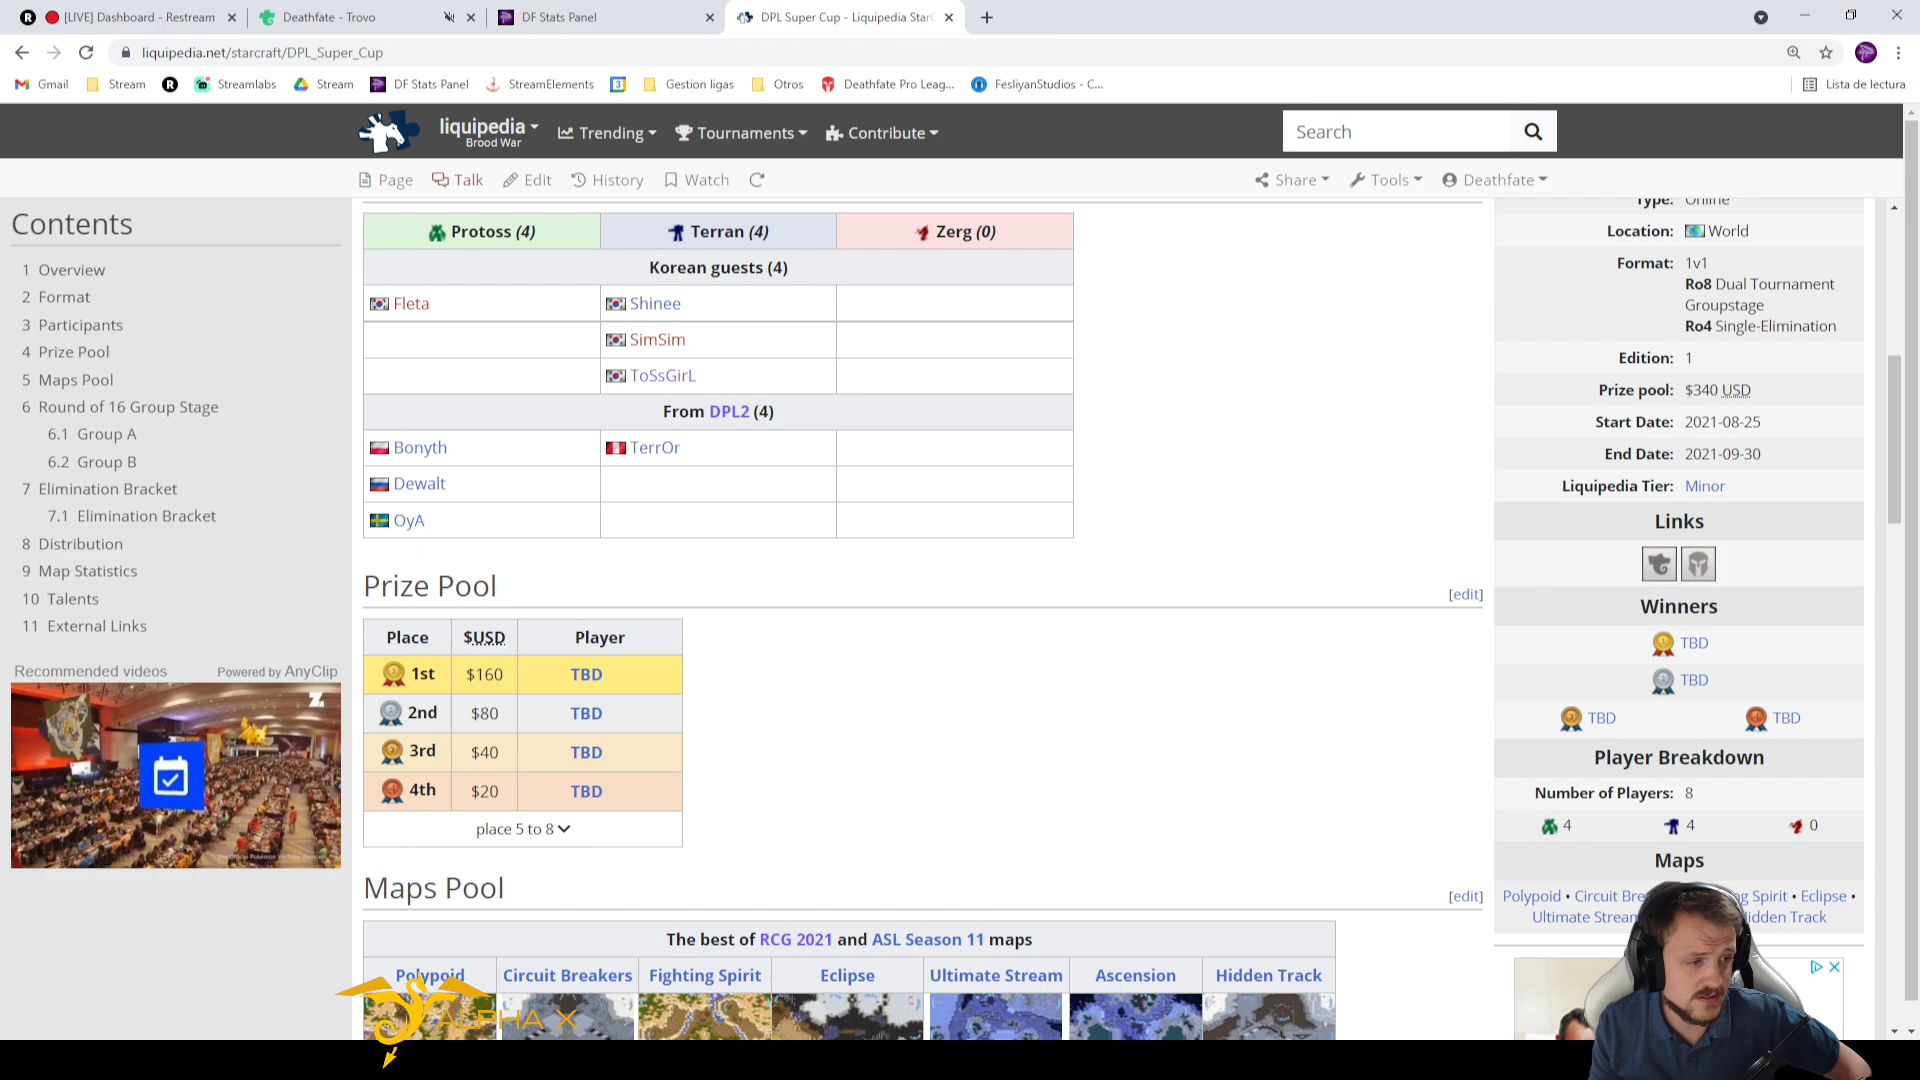 [LIVE] Dashboard - Restream
Deathfate - Trovo
DF Stats Panel
DPL Super Cup - Liquipedia StarC
liquipedia.net/starcraft/DPL_Super_Cup
Gmail
Stream
Streamlabs
Stream
DF Stats Panel
StreamElements
3
Gestion ligas
Otros
Deathfate Pro Leag...
FesliyanStudios - C...
Lista de lectura
liquipedia
Brood War
Trending
Tournaments
Contribute
Search
Page
Talk
Edit
History
Watch
Share
Tools
Deathfate
Contents
1 Overview
2 Format
3 Participants
4 Prize Pool
5 Maps Pool
6 Round of 16 Group Stage
6.1 Group A
6.2 Group B
7 Elimination Bracket
7.1 Elimination Bracket
8 Distribution
9 Map Statistics
10 Talents
11 External Links
Recommended videos
Powered by AnyClip
Protoss (4)
Terran (4)
Zerg (0)
Korean guests (4)
Fleta
Shinee
SimSim
ToSsGirL
From DPL2 (4)
Bonyth
TerrOr
Dewalt
OyA
Prize Pool
[edit]
Place
$USD
Player
1st
$160
TBD
2nd
$80
TBD
3rd
$40
TBD
4th
$20
TBD
place 5 to 8
Maps Pool
[edit]
The best of RCG 2021 and ASL Season 11 maps
Polypoid
Circuit Breakers
Fighting Spirit
Eclipse
Ultimate Stream
Ascension
Hidden Track
ALPHA X
Type: Online
Location: World
Format: 1v1
Ro8 Dual Tournament
Groupstage
Ro4 Single-Elimination
Edition: 1
Prize pool: $340 USD
Start Date: 2021-08-25
End Date: 2021-09-30
Liquipedia Tier: Minor
Links
Winners
TBD
TBD
TBD
TBD
Player Breakdown
Number of Players: 8
4
4
0
Maps
Polypoid • Circuit Bre ng Spirit • Eclipse •
Ultimate Stream idden Track